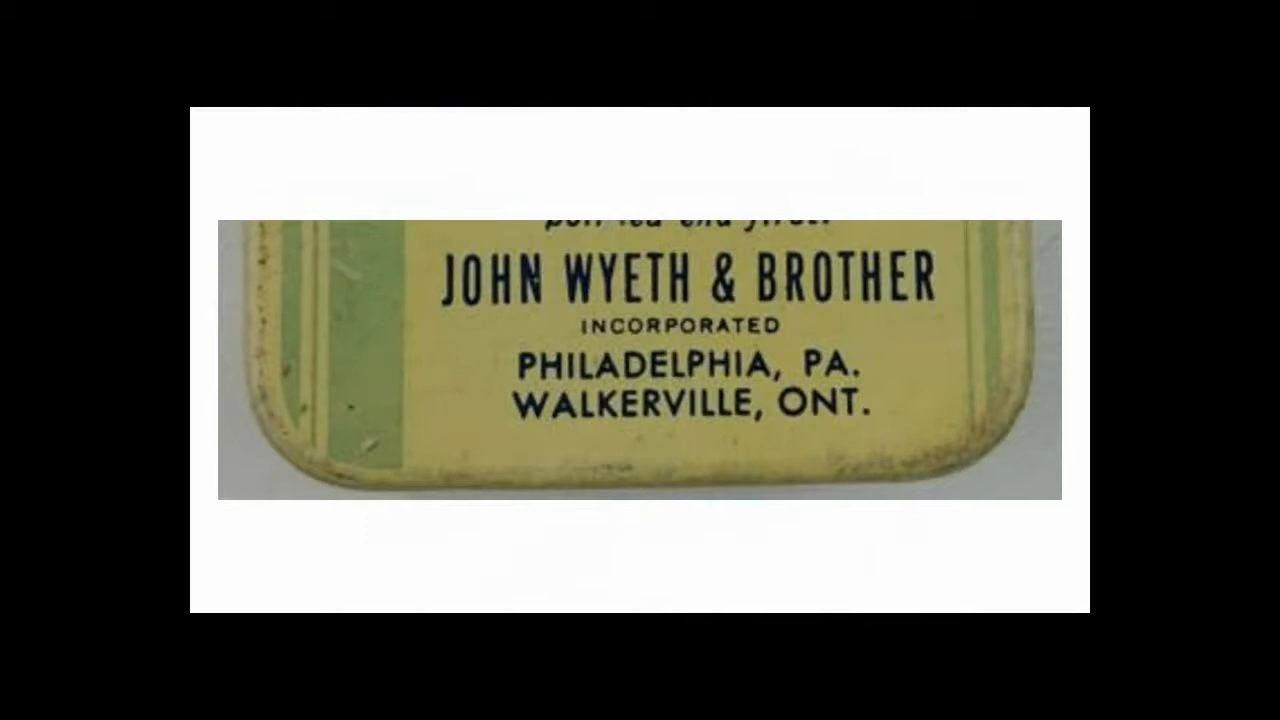 JOHN WYETH & BROTHER
INCORPORATED
PHILADELPHIA, PA.
WALKERVILLE, ONT.